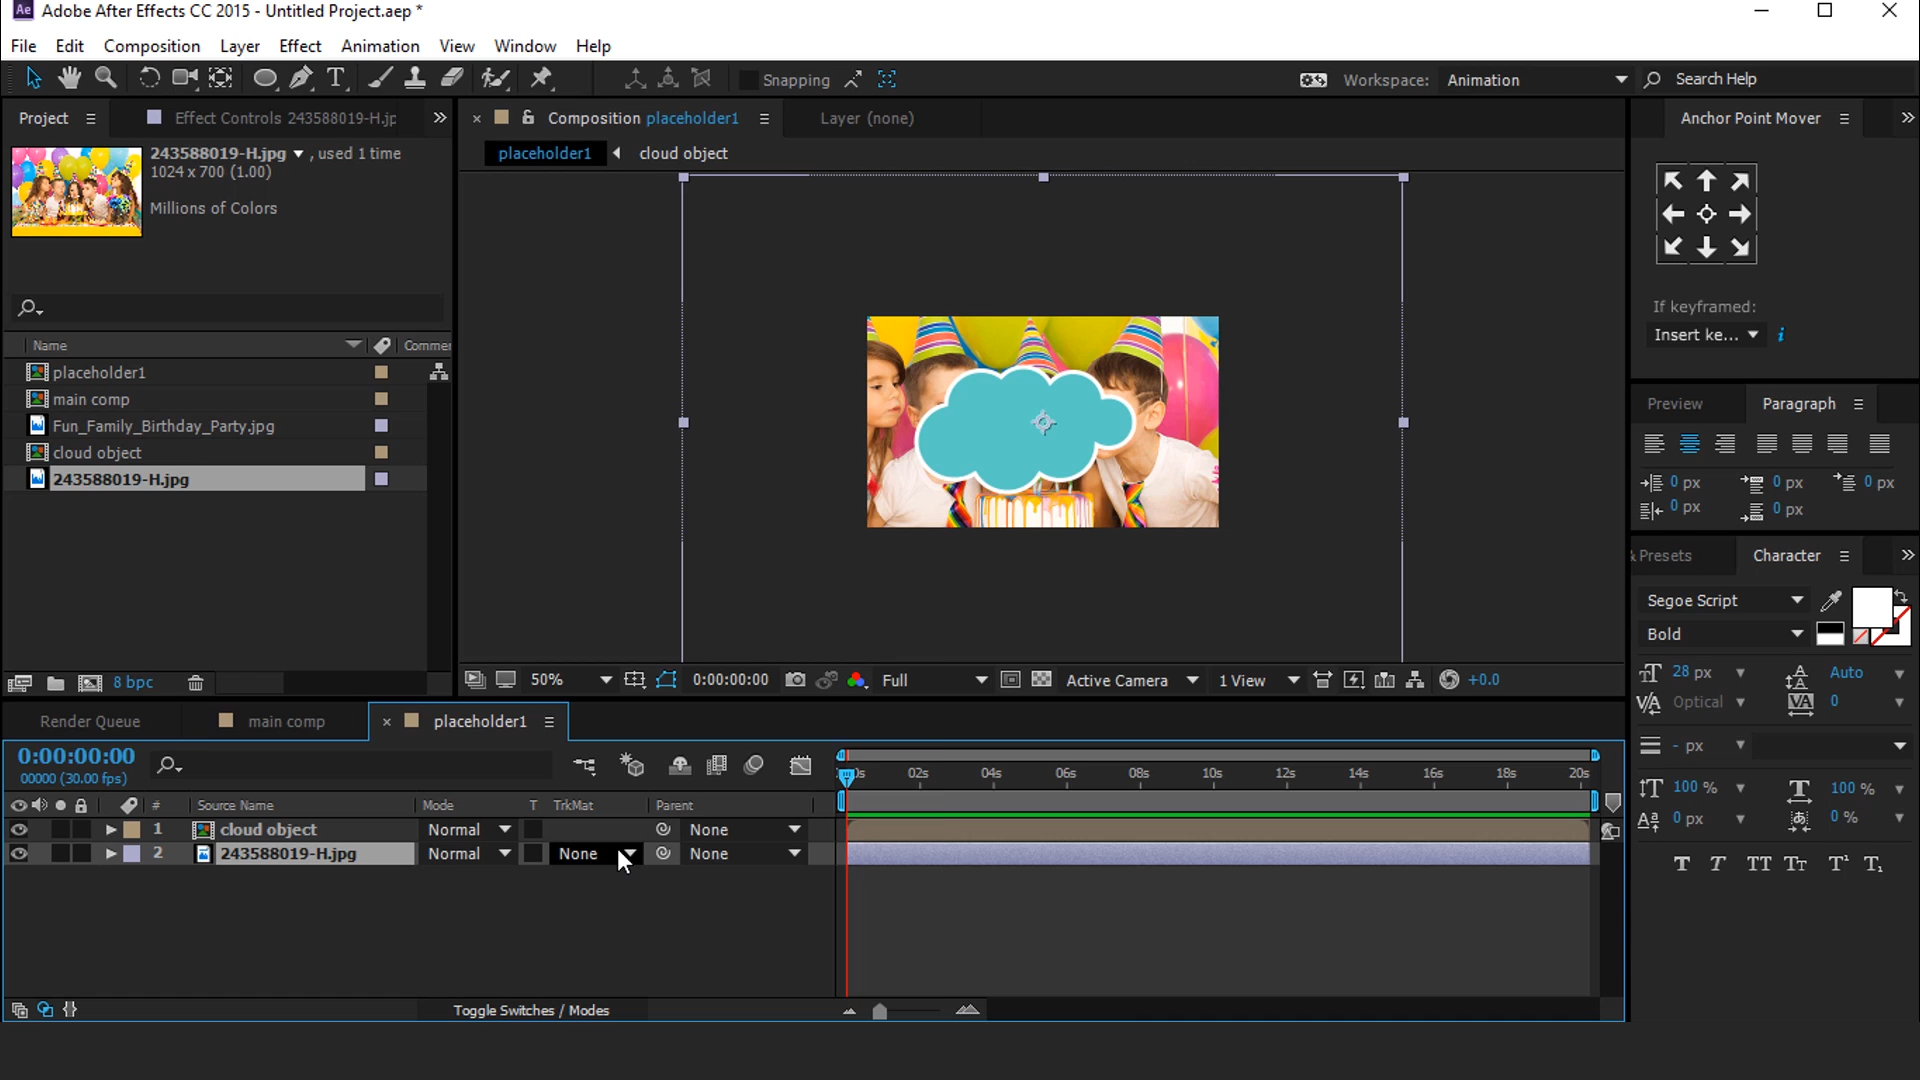 Ae Adobe After Effects CC 2015 - Untitled Project.aep *
File Edit Composition Layer Effect Animation View Window Help
T Snapping Workspace: Animation Search Help
Project Effect Controls 243588019-H.jp Composition placeholder1 Layer (none) Anchor Point Mover
243588019-H.jpg , used 1 time
1024 x 700 (1.00)
Millions of Colors
placeholder1 cloud object
If keyframed:
Insert ke... i
Name Commer
placeholder1
main comp
Fun_Family_Birthday_Party.jpg
cloud object
243588019-H.jpg
Preview Paragraph
0 px 0 px 0 px
0 px 0 px
& Presets Character
Segoe Script
Bold
28 px Auto
Optical 0
- px
100 % 100 %
0 px 0 %
T T TT Tt T¹ T₁
8 bpc
50% 0:00:00:00 Full Active Camera 1 View +0.0
Render Queue main comp placeholder1
0:00:00:00
00000 (30.00 fps)
02s 04s 06s 08s 10s 12s 14s 16s 18s 20s
# Source Name Mode T TrkMat Parent
1 cloud object Normal None
2 243588019-H.jpg Normal None None
Toggle Switches / Modes